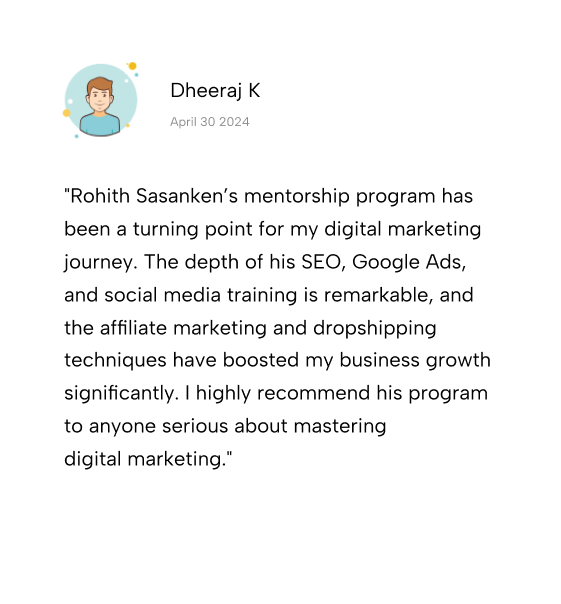 Dheeraj K
April 30 2024
"Rohith Sasanken’s mentorship program has
been a turning point for my digital marketing
journey. The depth of his SEO, Google Ads,
and social media training is remarkable, and
the affiliate marketing and dropshipping
techniques have boosted my business growth
significantly. I highly recommend his program
to anyone serious about mastering
digital marketing."